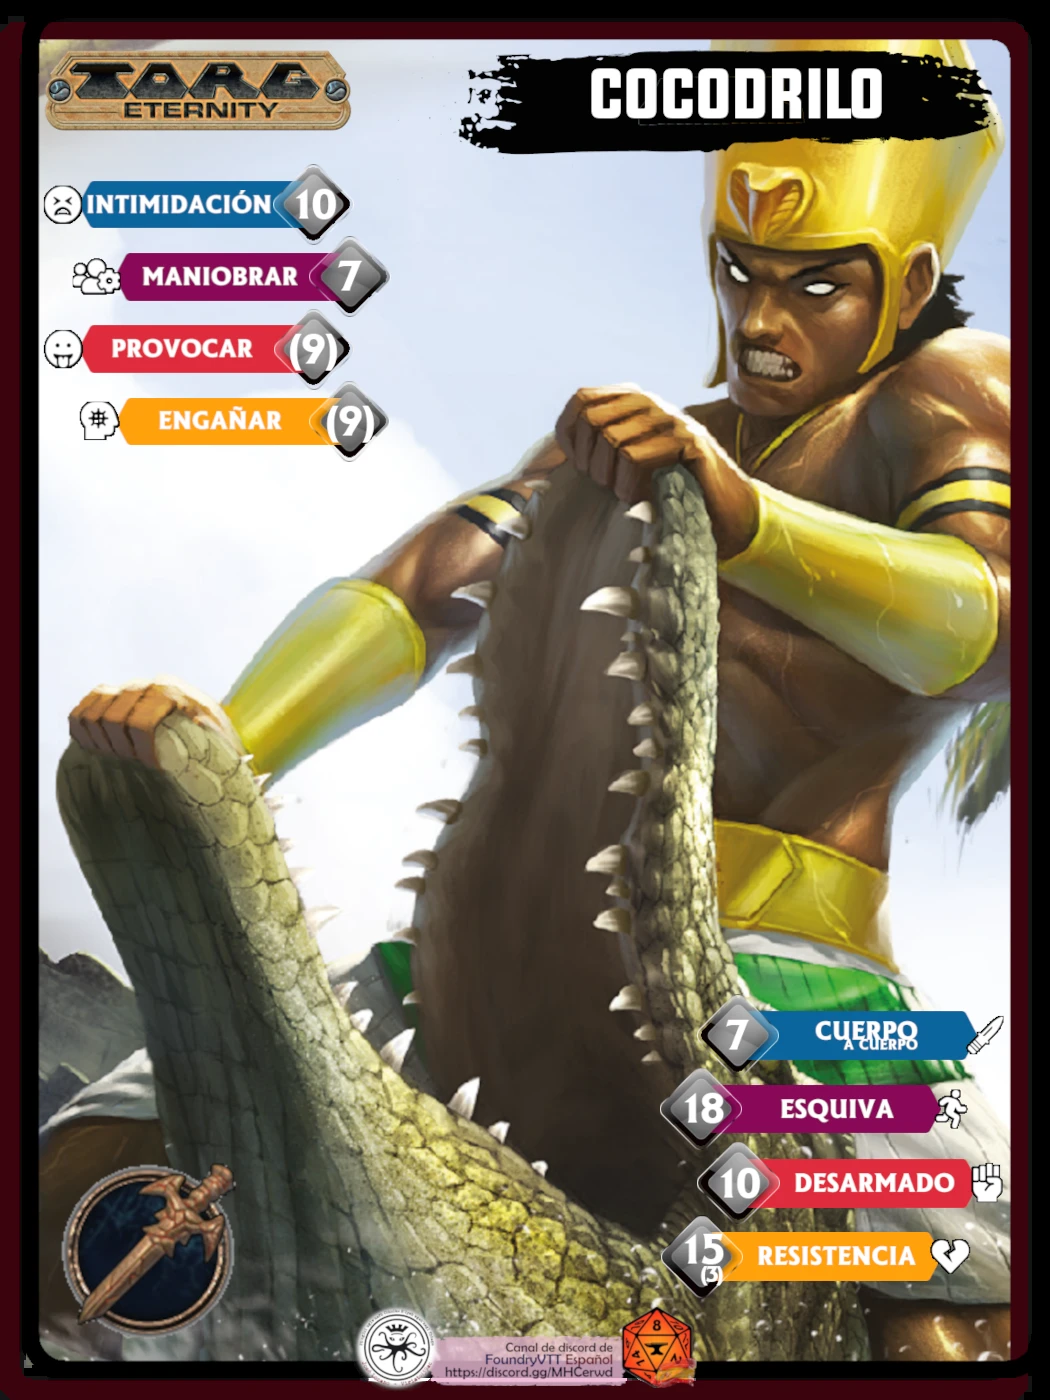 TORG
ETERNITY
COCODRILO
INTIMIDACIÓN 10
MANIOBRAR 7
PROVOCAR (9)
ENGAÑAR (9)
7 CUERPO
A CUERPO
18 ESQUIVA
10 DESARMADO
15 RESISTENCIA
(3)
Canal de discord de
FoundryVTT Español
https://discord.gg/MHCerwd
8